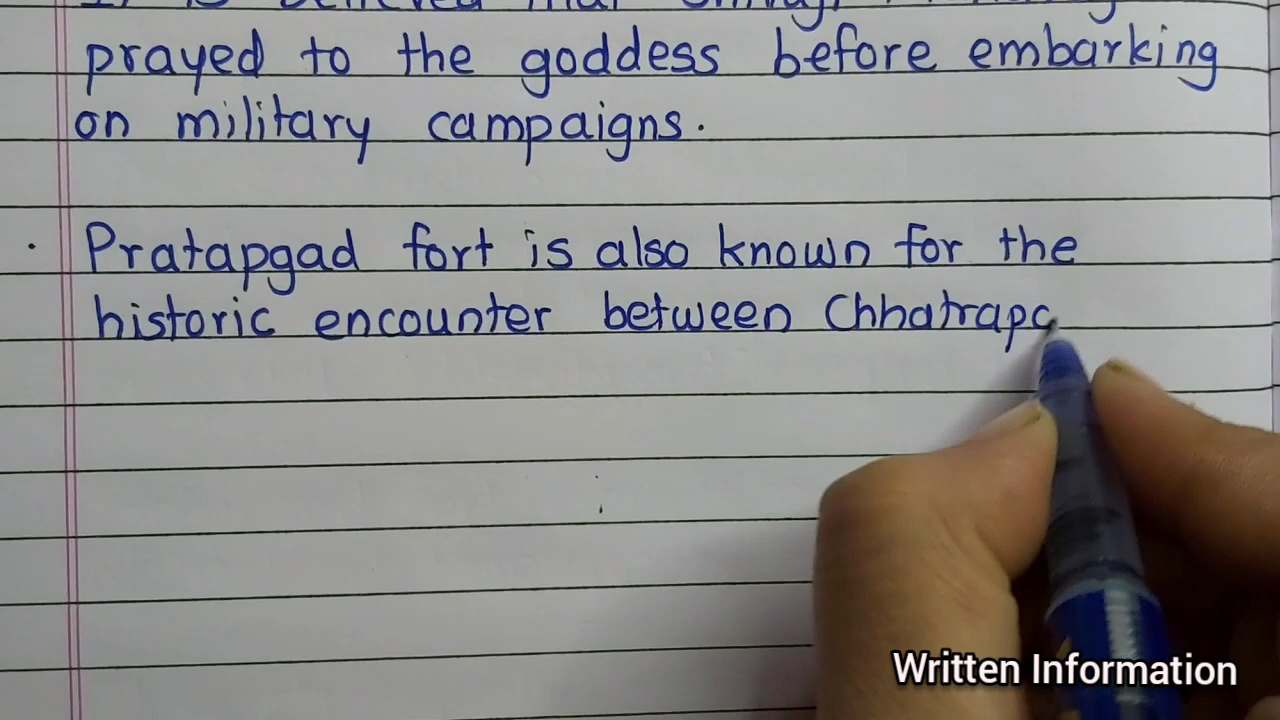 prayed to the goddess before embarking
on military campaigns.
· Pratapgad fort is also known for the
historic encounter between Chhatrapa
Written Information